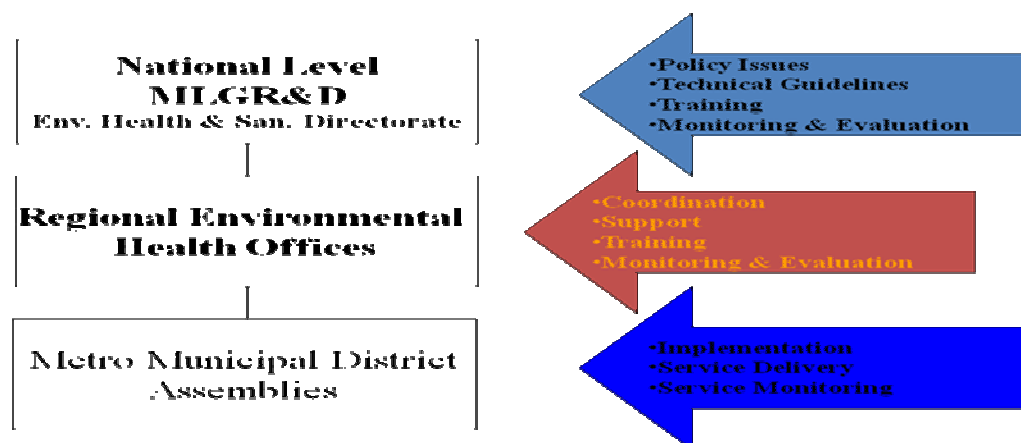 National Level
MLGR&D
Env. Health & San. Directorate
•Policy Issues
•Technical Guidelines
•Training
•Monitoring & Evaluation
Regional Environmental
Health Offices
•Coordination
•Support
•Training
•Monitoring & Evaluation
Metro Municipal District
Assemblies
•Implementation
•Service Delivery
•Service Monitoring